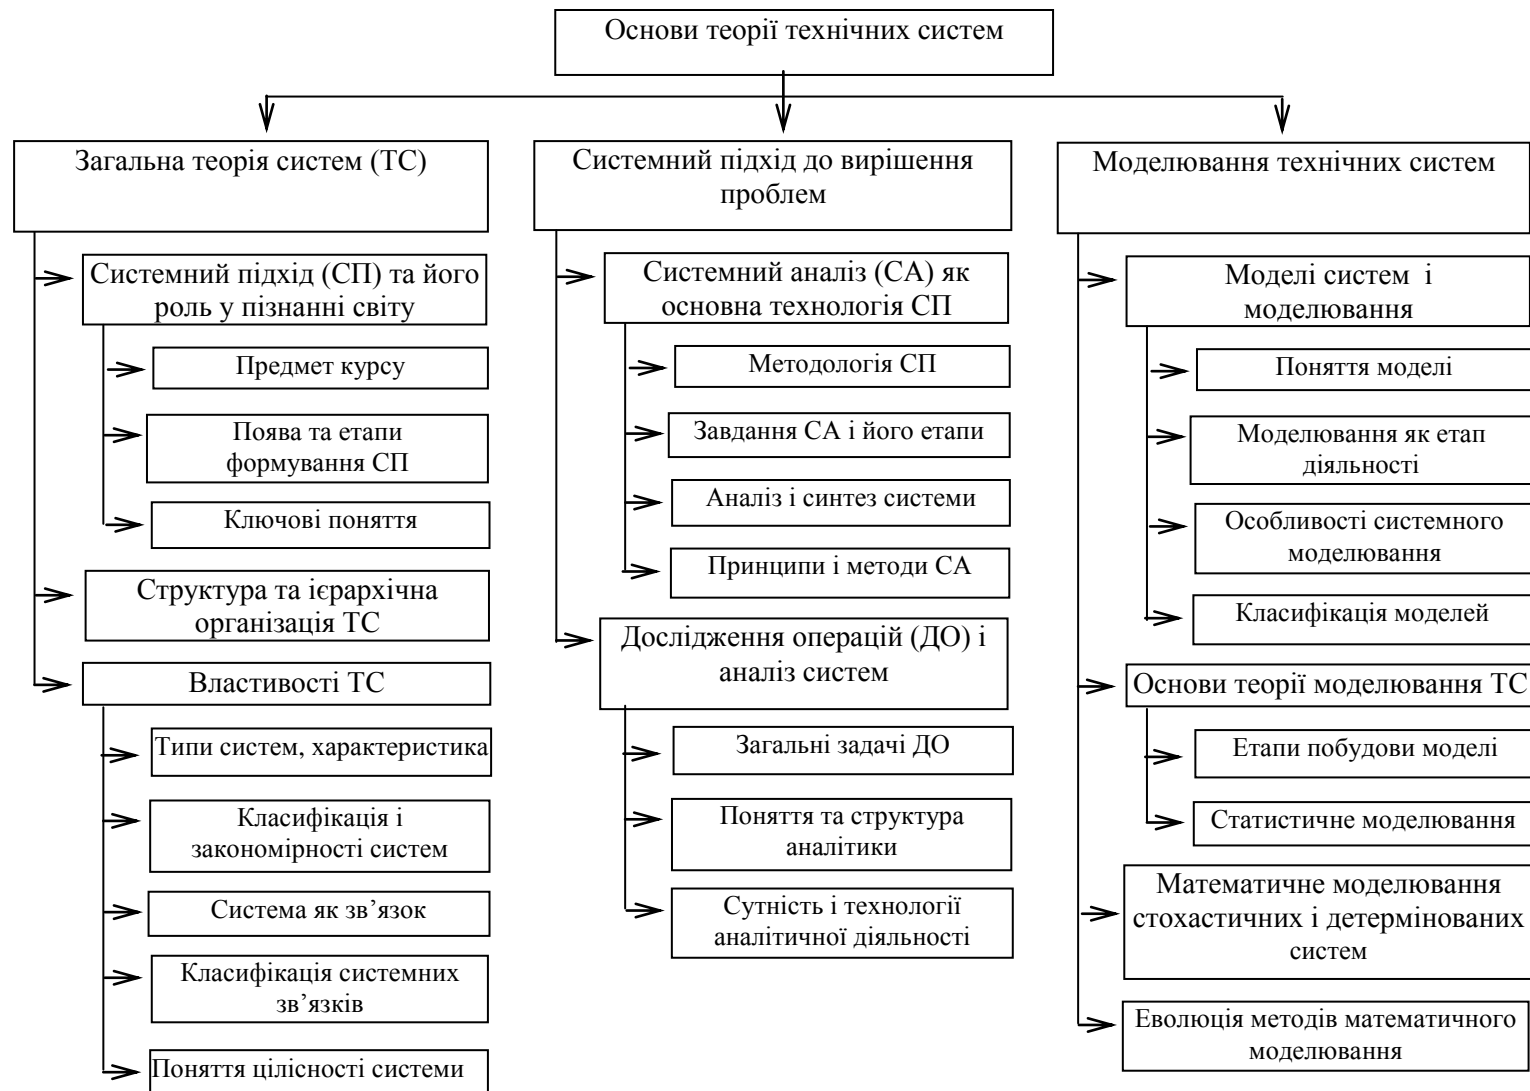 Основи теорії технічних систем
Загальна теорія систем (ТС)
Системний підхід (СП) та його
роль у пізнанні світу
Предмет курсу
Поява та етапи
формування СП
Ключові поняття
Структура та ієрархічна
організація ТС
Властивості ТС
Типи систем, характеристика
Класифікація і
закономірності систем
Система як зв’язок
Класифікація системних
зв’язків
Поняття цілісності системи
Системний підхід до вирішення
проблем
Системний аналіз (СА) як
основна технологія СП
Методологія СП
Завдання СА і його етапи
Аналіз і синтез системи
Принципи і методи СА
Дослідження операцій (ДО) і
аналіз систем
Загальні задачі ДО
Поняття та структура
аналітики
Сутність і технології
аналітичної діяльності
Моделювання технічних систем
Моделі систем і
моделювання
Поняття моделі
Моделювання як етап
діяльності
Особливості системного
моделювання
Класифікація моделей
Основи теорії моделювання ТС
Етапи побудови моделі
Статистичне моделювання
Математичне моделювання
стохастичних і детермінованих
систем
Еволюція методів математичного
моделювання